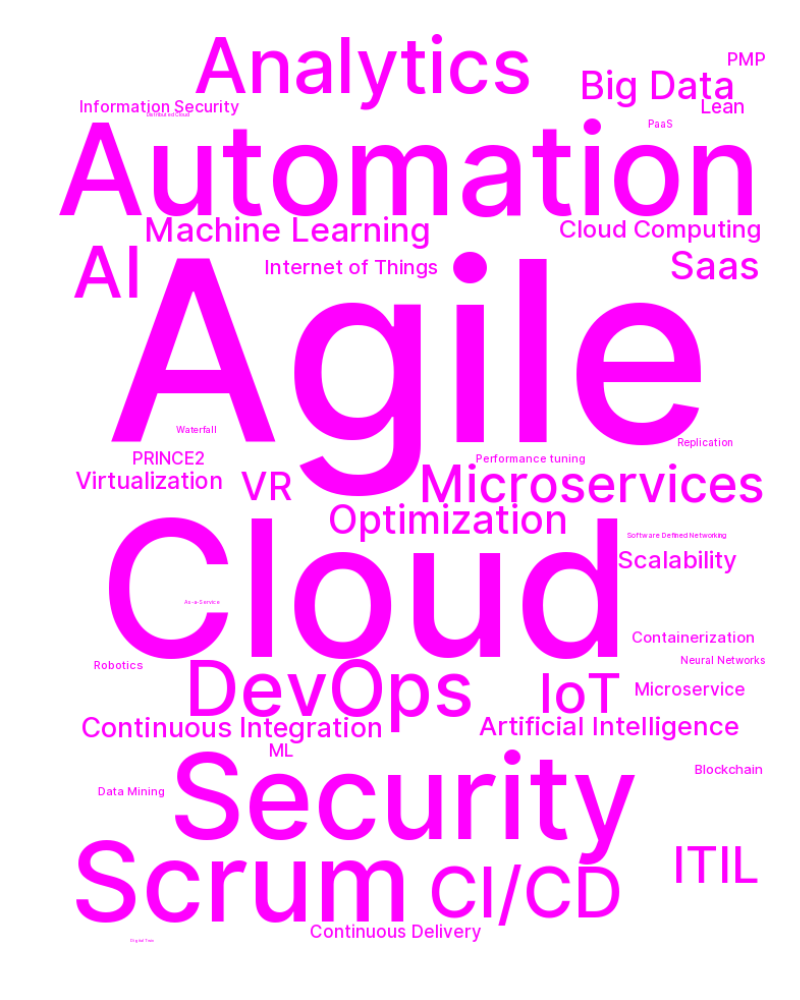 Analytics
PMP
Big Data
Information Security
Lean
Distributed Cloud
PaaS
Automation
Machine Learning
Cloud Computing
AI
Internet of Things
Saas
Agile
Waterfall
Replication
PRINCE2
Performance tuning
Virtualization
VR
Microservices
Optimization
Software Defined Networking
Cloud
Scalability
As-a-Service
Containerization
Neural Networks
Robotics
DevOps
IoT
Microservice
Continuous Integration
Artificial Intelligence
ML
Blockchain
Data Mining
Security
Scrum
CI/CD
ITIL
Continuous Delivery
Digital Twin